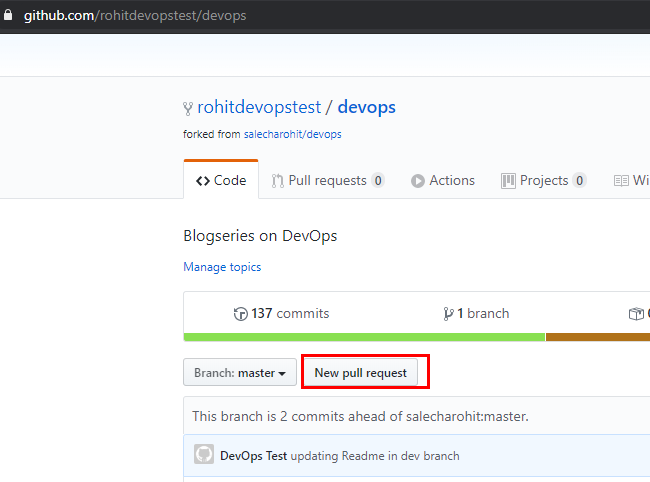 github.com/rohitdevopstest/devops
rohitdevopstest / devops
forked from salecharohit/devops
Code Pull requests 0 Actions Projects 0
Blogseries on DevOps
Manage topics
137 commits 1 branch
Branch: master New pull request
This branch is 2 commits ahead of salecharohit:master.
DevOps Test updating Readme in dev branch